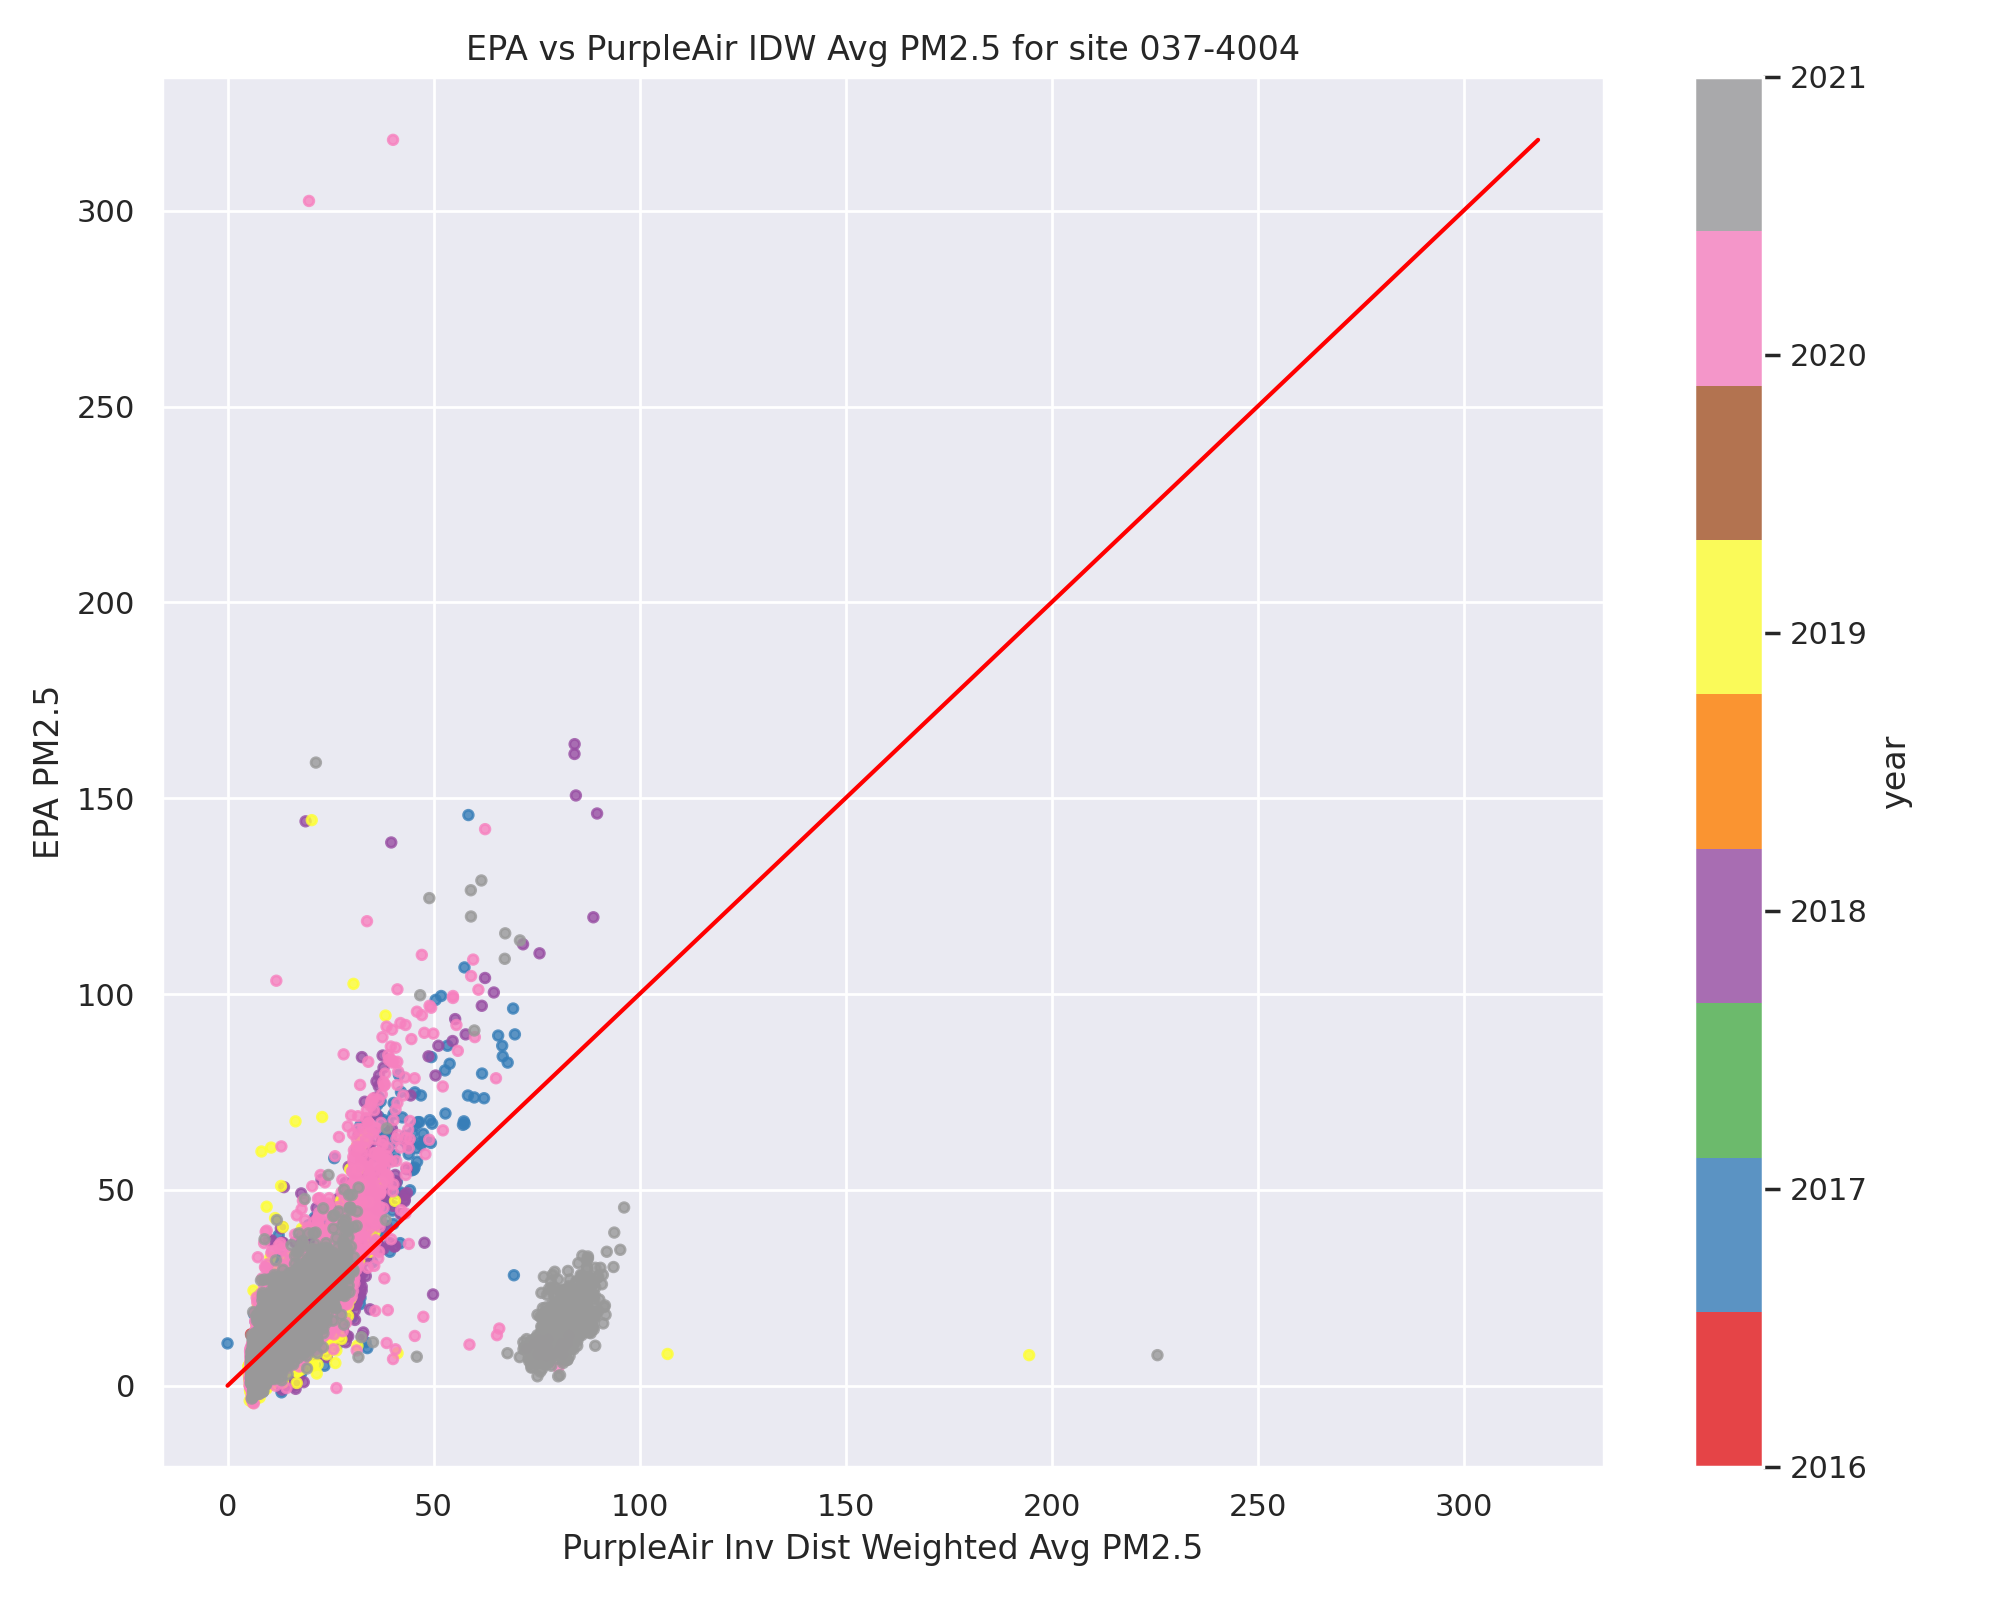 EPA vs PurpleAir IDW Avg PM2.5 for site 037-4004
EPA PM2.5
300
250
200
150
100
50
0
0 50 100 150 200 250 300
PurpleAir Inv Dist Weighted Avg PM2.5
2021
2020
2019
2018
2017
2016
year